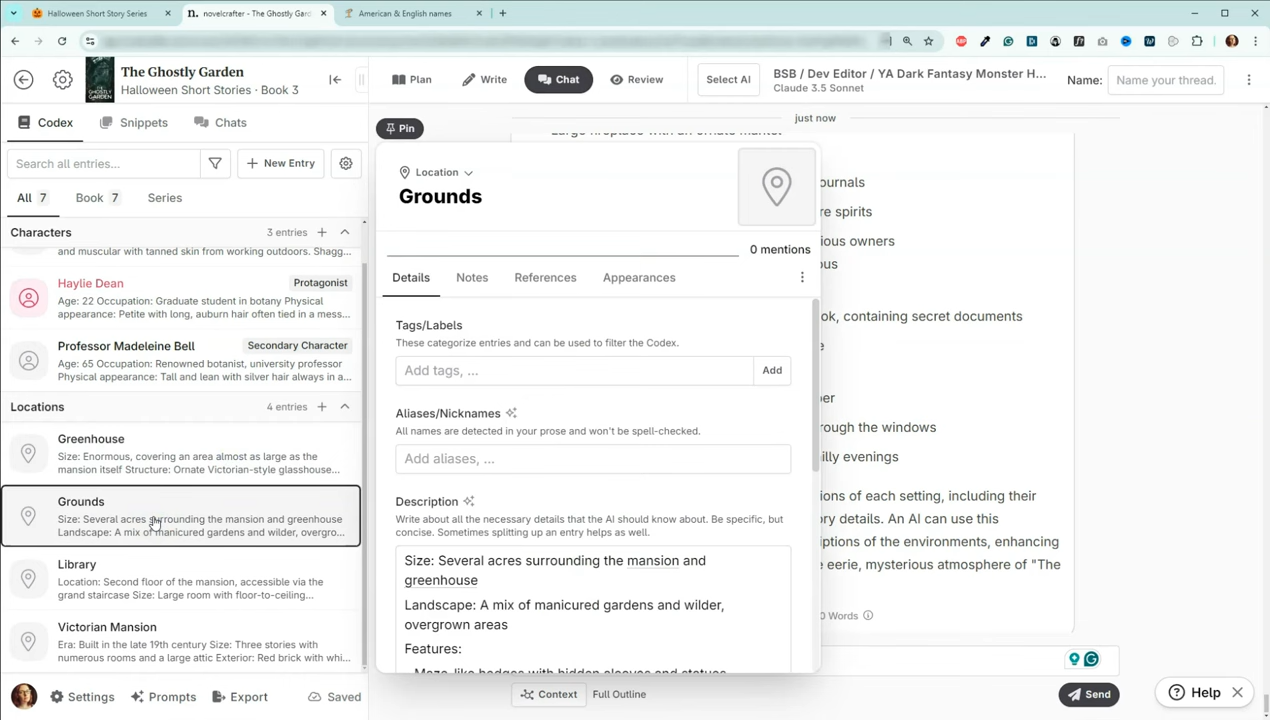 Halloween Short Story Series
novelcrafter - The Ghostly Gard
American & English names
The Ghostly Garden
Halloween Short Stories - Book 3
Plan
Write
Chat
Review
Select AI
BSB / Dev Editor / YA Dark Fantasy Monster H...
Claude 3.5 Sonnet
Name:
Name your thread.
Codex
Snippets
Chats
Search all entries...
+ New Entry
All 7
Book 7
Series
Characters
3 entries
and muscular with tanned skin from working outdoors. Shagg...
Haylie Dean
Protagonist
Age: 22 Occupation: Graduate student in botany Physical
appearance: Petite with long, auburn hair often tied in a mess...
Professor Madeleine Bell
Secondary Character
Age: 65 Occupation: Renowned botanist, university professor
Physical appearance: Tall and lean with silver hair always in a...
Locations
4 entries
Greenhouse
Size: Enormous, covering an area almost as large as the
mansion itself Structure: Ornate Victorian-style glasshouse...
Grounds
Size: Several acres surrounding the mansion and greenhouse
Landscape: A mix of manicured gardens and wilder, overgro...
Library
Location: Second floor of the mansion, accessible via the
grand staircase Size: Large room with floor-to-ceiling...
Victorian Mansion
Era: Built in the late 19th century Size: Three stories with
numerous rooms and a large attic Exterior: Red brick with whi...
Settings
Prompts
Export
Saved
Pin
Location
Grounds
0 mentions
Details
Notes
References
Appearances
Tags/Labels
These categorize entries and can be used to filter the Codex.
Add tags, ...
Add
Aliases/Nicknames
All names are detected in your prose and won't be spell-checked.
Add aliases, ...
Description
Write about all the necessary details that the AI should know about. Be specific, but
concise. Sometimes splitting up an entry helps as well.
Size: Several acres surrounding the mansion and
greenhouse
Landscape: A mix of manicured gardens and wilder,
overgrown areas
Features:
Maze-like hedges with hidden alcoves and statues
just now
Large fireplace with an ornate mantel
ournals
re spirits
ious owners
ous
ok, containing secret documents
e
per
rough the windows
illy evenings
ions of each setting, including their
ory details. An AI can use this
iptions of the environments, enhancing
e eerie, mysterious atmosphere of "The
0 Words
Context
Full Outline
Send
Help